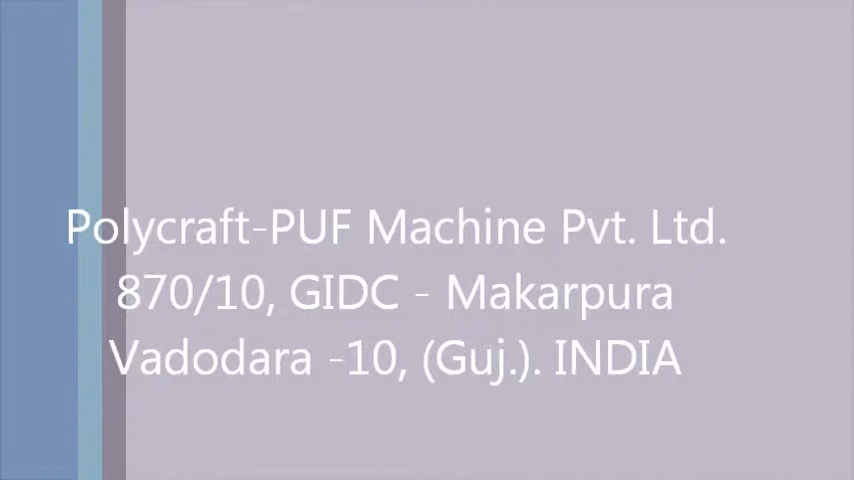 Polycraft-PUF Machine Pvt. Ltd.
870/10, GIDC - Makarpura
Vadodara -10, (Guj.). INDIA